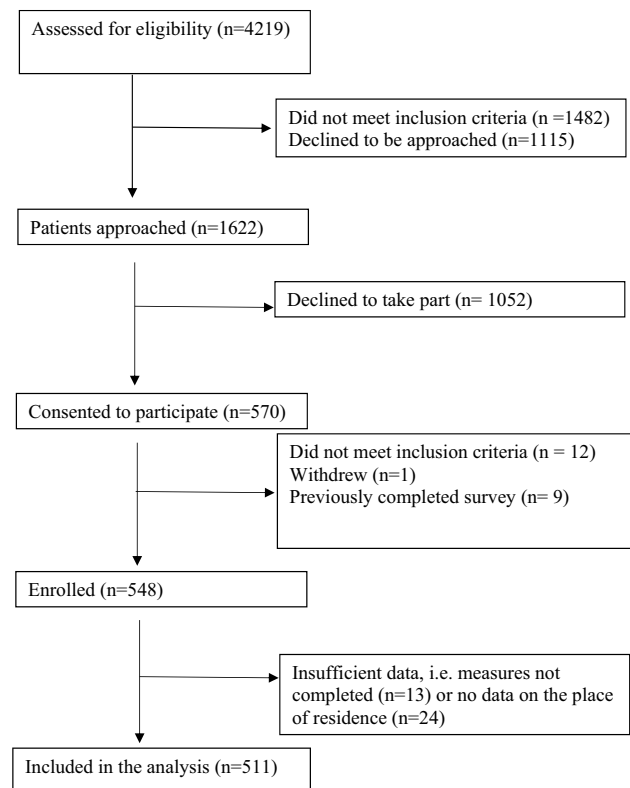 Assessed for eligibility (n=4219)
Did not meet inclusion criteria (n =1482)
Declined to be approached (n=1115)
Patients approached (n=1622)
Declined to take part (n= 1052)
Consented to participate (n=570)
Did not meet inclusion criteria (n = 12)
Withdrew (n=1)
Previously completed survey (n= 9)
Enrolled (n=548)
Insufficient data, i.e. measures not
completed (n=13) or no data on the place
of residence (n=24)
Included in the analysis (n=511)